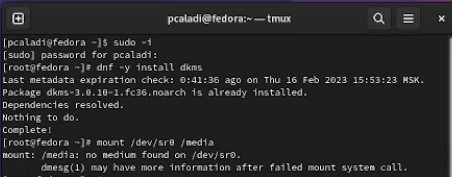 pcaladi@fedora:~ — tmux
[pcaladi@fedora ~]$ sudo -i
[sudo] password for pcaladi:
[root@fedora ~]# dnf -y install dkms
Last metadata expiration check: 0:41:36 ago on Thu 16 Feb 2023 15:53:23 MSK.
Package dkms-3.0.10-1.fc36.noarch is already installed.
Dependencies resolved.
Nothing to do.
Complete!
[root@fedora ~]# mount /dev/sr0 /media
mount: /media: no medium found on /dev/sr0.
dmesg(1) may have more information after failed mount system call.